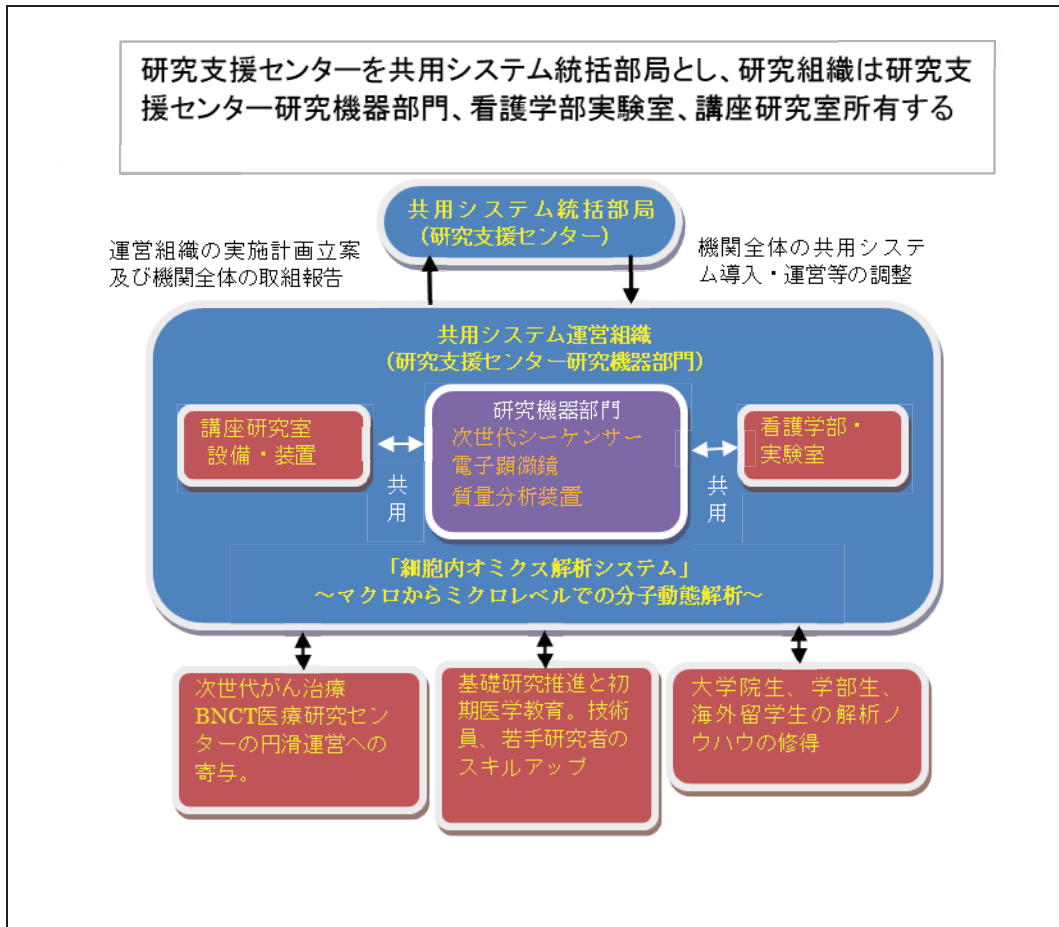 研究支援センターを共用システム統括部局とし、研究組織は研究支
援センター研究機器部門、看護学部実験室、講座研究室所有する
共用システム統括部局
(研究支援センター)
運営組織の実施計画立案
及び機関全体の取組報告
機関全体の共用システ
ム導入・運営等の調整
共用システム運営組織
(研究支援センター研究機器部門)
講座研究室
設備・装置
共用
研究機器部門
次世代シーケンサー
電子顕微鏡
質量分析装置
共用
看護学部・
実験室
「細胞内オミクス解析システム」
~マクロからミクロレベルでの分子動態解析~
次世代がん治療
BNCT医療研究セン
ターの円滑運営への
寄与。
基礎研究推進と初
期医学教育。技術
員、若手研究者の
スキルアップ
大学院生、学部生、
海外留学生の解析ノ
ウハウの修得